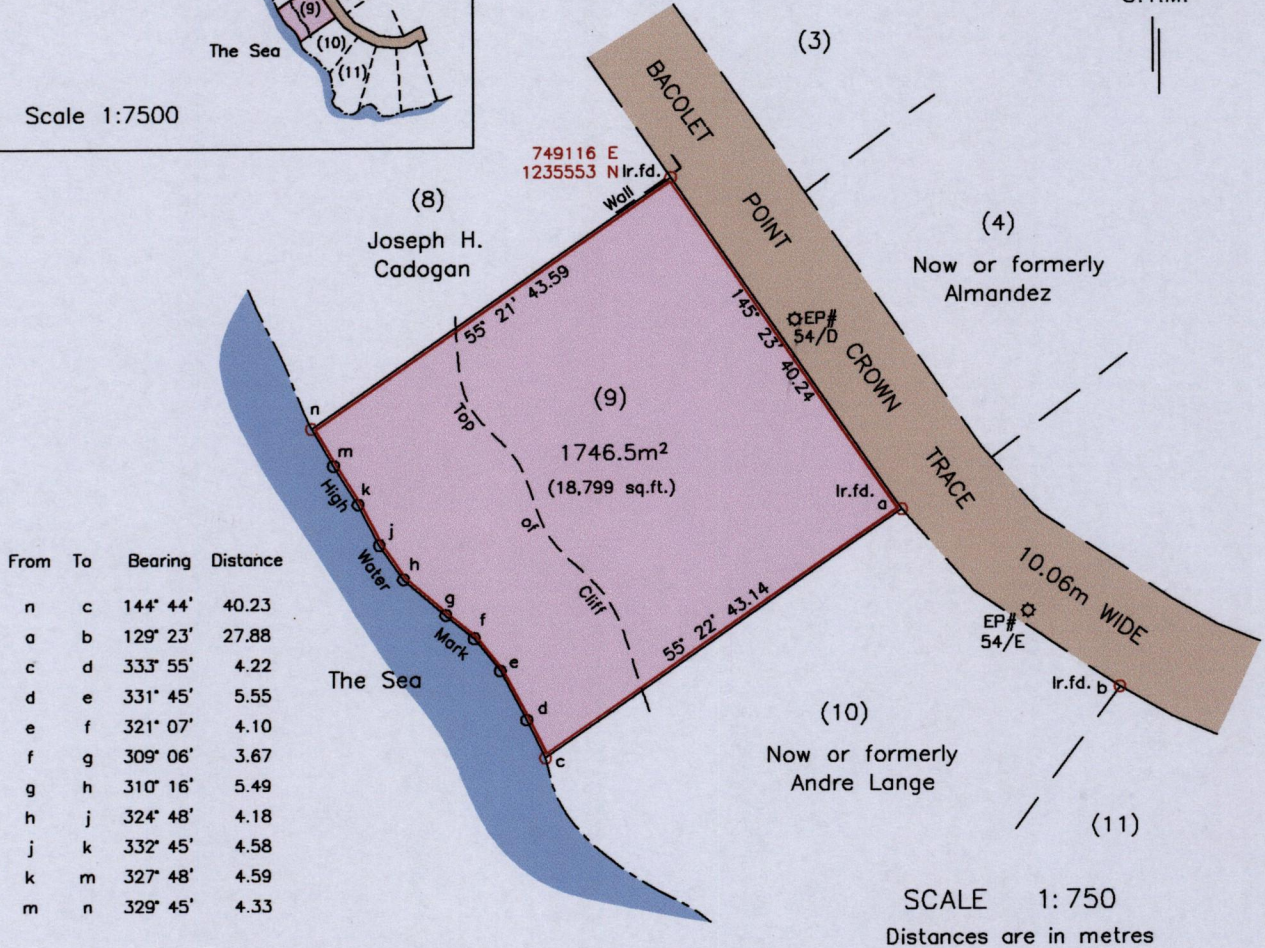 (9)
(10)
(11)
The Sea
Scale 1:7500
(3)
BACOLET
POINT
CROWN
TRACE
10.06m WIDE
749116 E
1235553 N
Ir.fd.
Wall
(8)
Joseph H.
Cadogan
(4)
Now or formerly
Almandez
55° 21' 43.59
145° 23' 40.24
EP#
54/D
(9)
1746.5m²
(18,799 sq.ft.)
Top
of
Cliff
Ir.fd.
a
n
m
k
j
h
g
f
e
d
c
High
Water
Mark
55° 22' 43.14
EP#
54/E
Ir.fd. b
The Sea
(10)
Now or formerly
Andre Lange
(11)
From To Bearing Distance
n c 144° 44' 40.23
a b 129° 23' 27.88
c d 333° 55' 4.22
d e 331° 45' 5.55
e f 321° 07' 4.10
f g 309° 06' 3.67
g h 310° 16' 5.49
h j 324° 48' 4.18
j k 332° 45' 4.58
k m 327° 48' 4.59
m n 329° 45' 4.33
SCALE 1:750
Distances are in metres